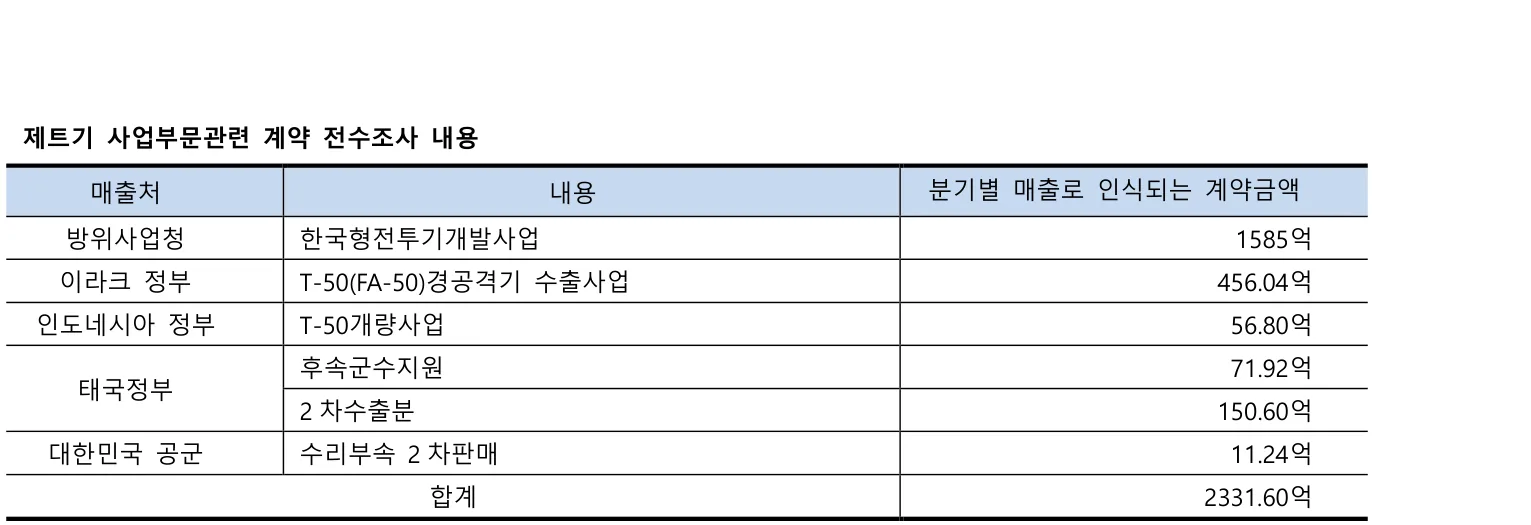 제트기 사업부문관련 계약 전수조사 내용
매출처 내용 분기별 매출로 인식되는 계약금액
방위사업청 한국형전투기개발사업 1585억
이라크 정부 T-50(FA-50)경공격기 수출사업 456.04억
인도네시아 정부 T-50개량사업 56.80억
태국정부 후속군수지원 71.92억
2차수출분 150.60억
대한민국 공군 수리부속 2차판매 11.24억
합계 2331.60억